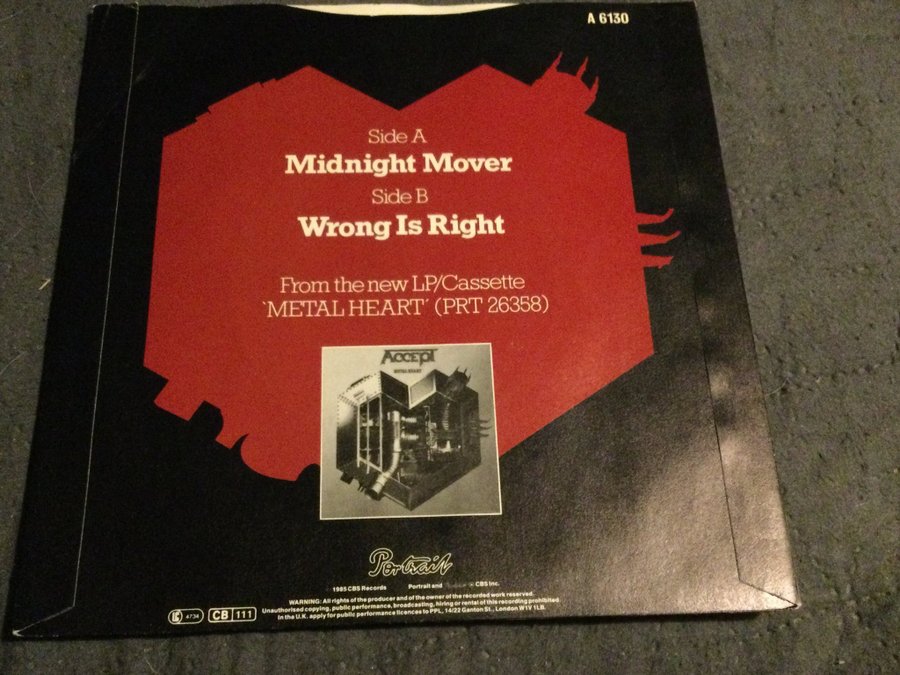 A 6130
Side A
Midnight Mover
Side B
Wrong Is Right
From the new LP/Cassette
'METAL HEART' (PRT 26358)
ACCEPT
METAL HEART
Portrait
1985 CBS Records Portrait and CBS Inc.
WARNING: All rights of the producer and of the owner of the recorded work reserved.
Unauthorised copying, public performance, broadcasting, hiring or rental of this recording prohibited.
In the U.K. apply for public performance licences to PPL, 14/22 Ganton St., London W1V 1LB.
4734 CB 111